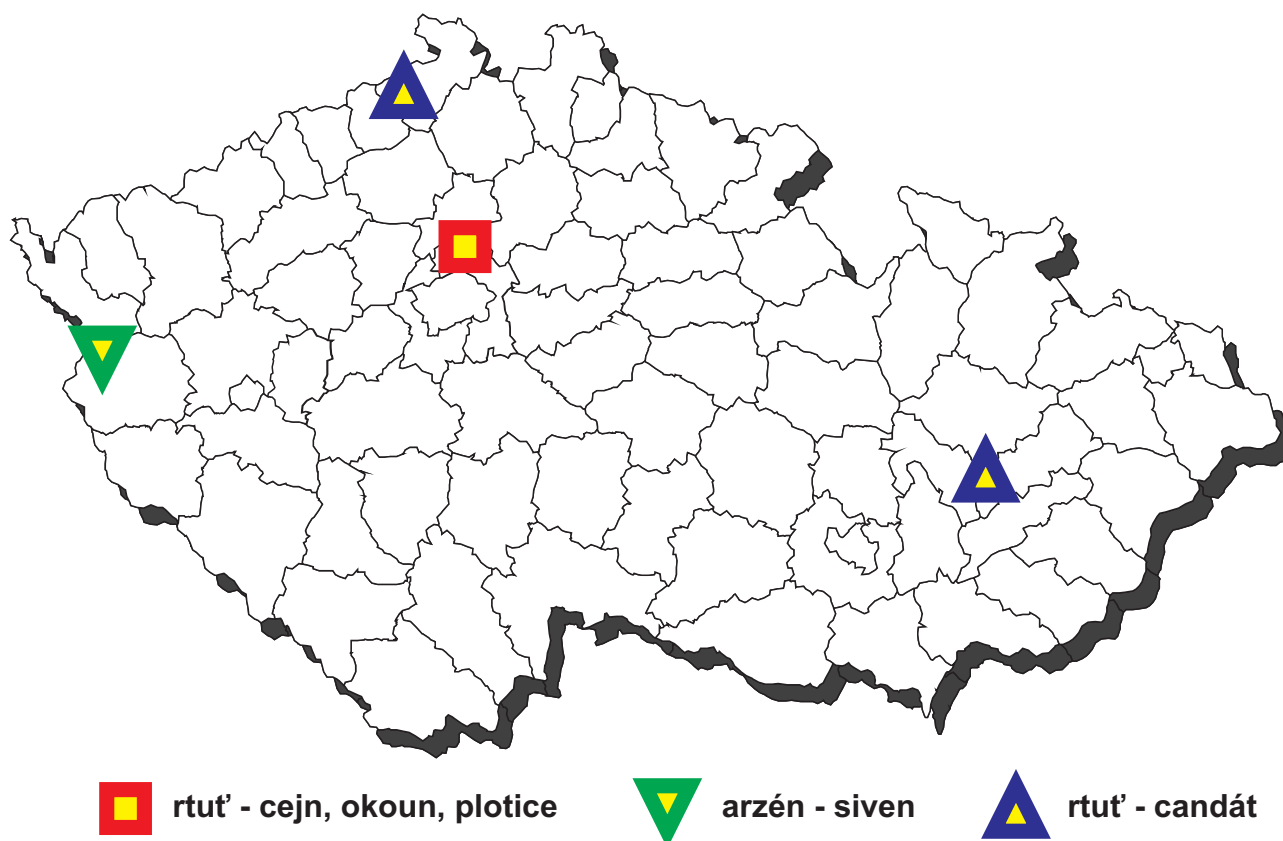 rtuť - cejn, okoun, plotice
arzén - siven
rtuť - candát